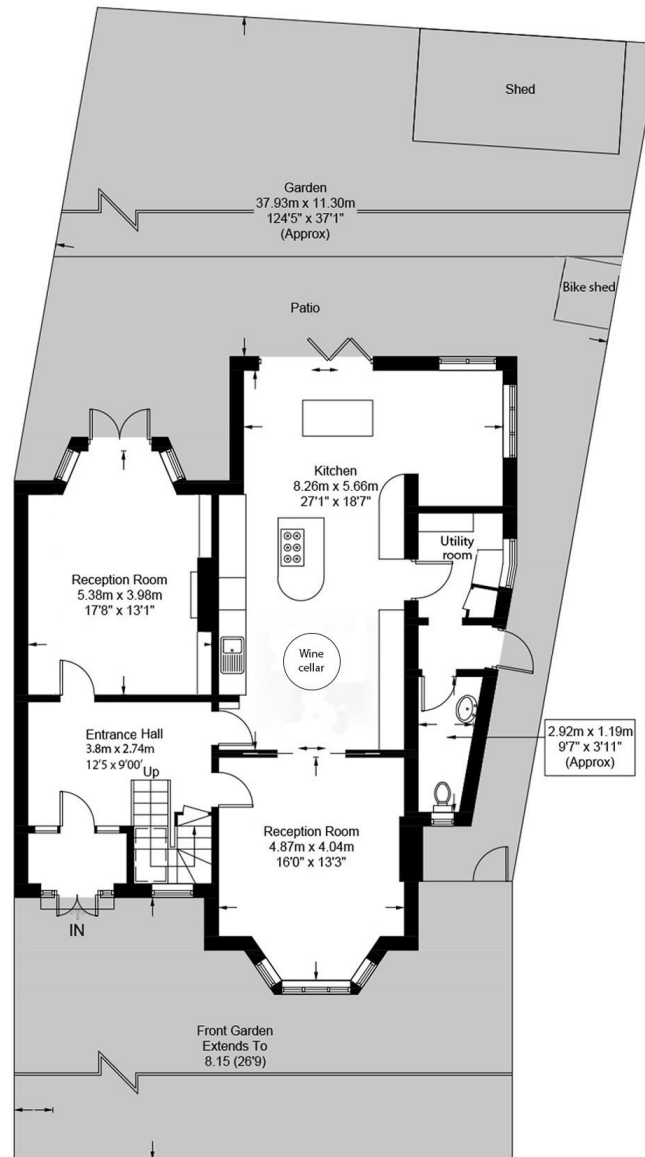 Shed
Garden
37.93m x 11.30m
124'5" x 37'1"
(Approx)
Bike shed
Patio
Kitchen
8.26m x 5.66m
27'1" x 18'7"
Utility
room
Reception Room
5.38m x 3.98m
17'8" x 13'1"
Wine
cellar
Entrance Hall
3.8m x 2.74m
12'5 x 9'00'
Up
2.92m x 1.19m
9'7" x 3'11"
(Approx)
Reception Room
4.87m x 4.04m
16'0" x 13'3"
IN
Front Garden
Extends To
8.15 (26'9)